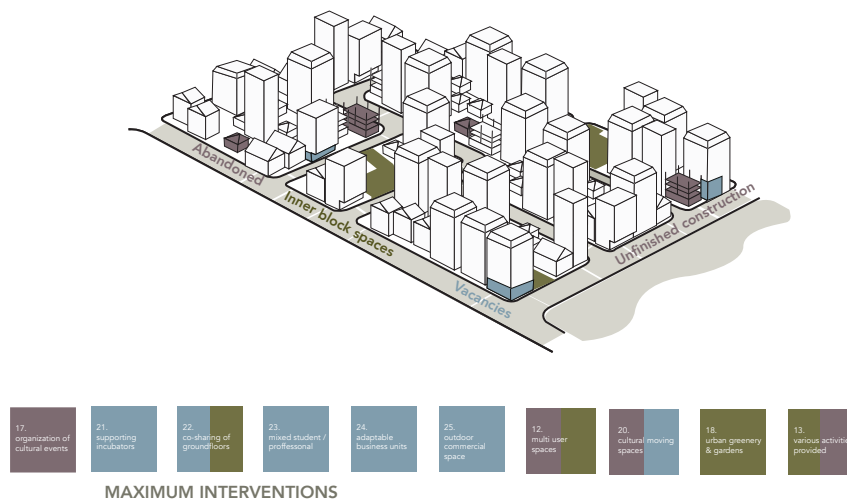 Abandoned
Inner block spaces
Vacancies
Unfinished construction
17.
organization of
cultural events
21.
supporting
incubators
22.
co-sharing of
groundfloors
23.
mixed student /
proffesonal
24.
adaptable
business units
25.
outdoor
commercial
space
12.
multi user
spaces
20.
cultural moving
spaces
18.
urban greenery
& gardens
13.
various activities
provided
MAXIMUM INTERVENTIONS